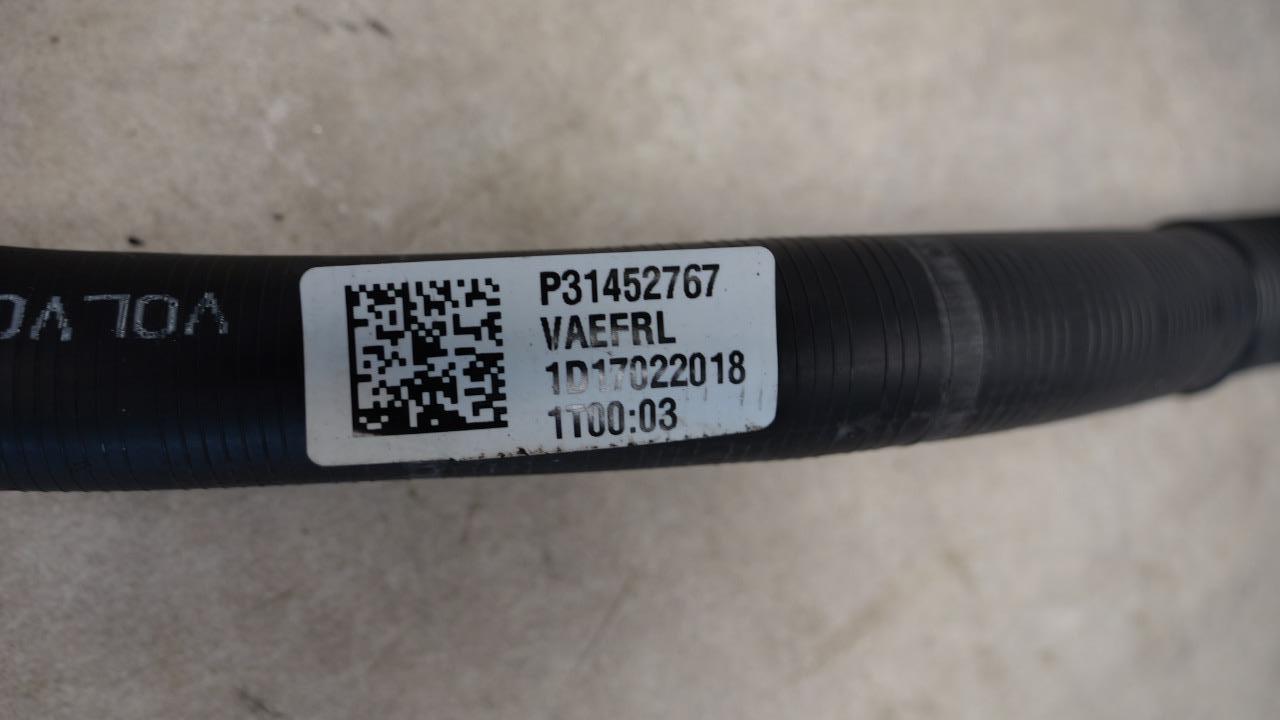 VOLVO
P31452767
VAEFRL
1D17022018
1T00:03